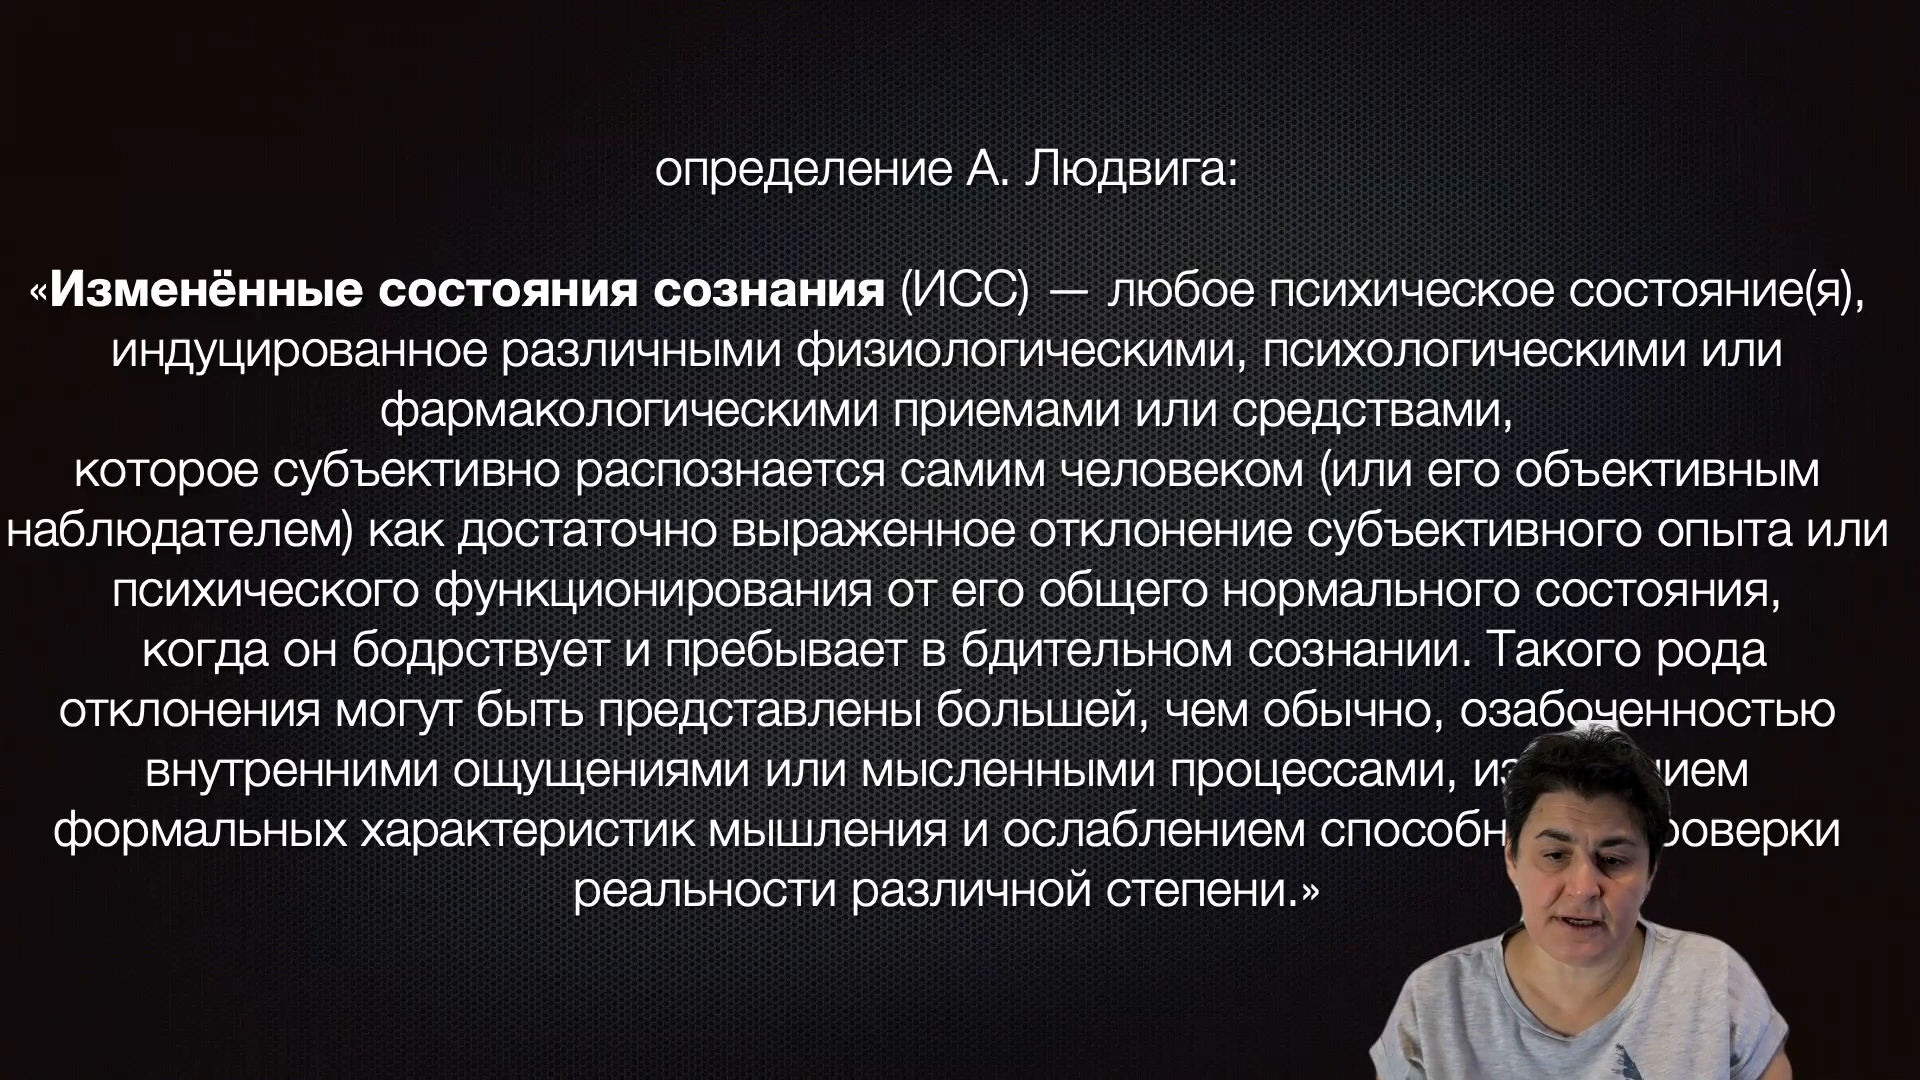 определение А. Людвига:
«Изменённые состояния сознания (ИСС) — любое психическое состояние(я),
индуцированное различными физиологическими, психологическими или
фармакологическими приемами или средствами,
которое субъективно распознается самим человеком (или его объективным
наблюдателем) как достаточно выраженное отклонение субъективного опыта или
психического функционирования от его общего нормального состояния,
когда он бодрствует и пребывает в бдительном сознании. Такого рода
отклонения могут быть представлены большей, чем обычно, озабоченностью
внутренними ощущениями или мысленными процессами,
формальных характеристик мышления и ослаблением
реальности различной степени.»